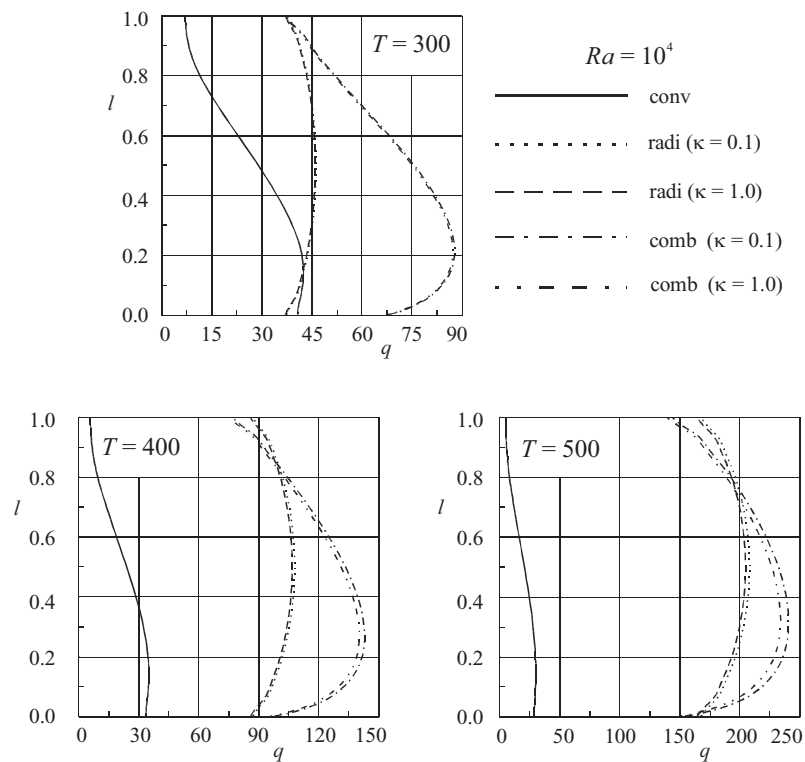 T = 300
1.0
0.8
0.6
0.4
0.2
0.0
l
0 15 30 45 60 75 90
q
Ra = 10⁴
conv
radi (κ = 0.1)
radi (κ = 1.0)
comb (κ = 0.1)
comb (κ = 1.0)
T = 400
1.0
0.8
0.6
0.4
0.2
0.0
l
0 30 60 90 120 150
q
T = 500
1.0
0.8
0.6
0.4
0.2
0.0
l
0 50 100 150 200 250
q